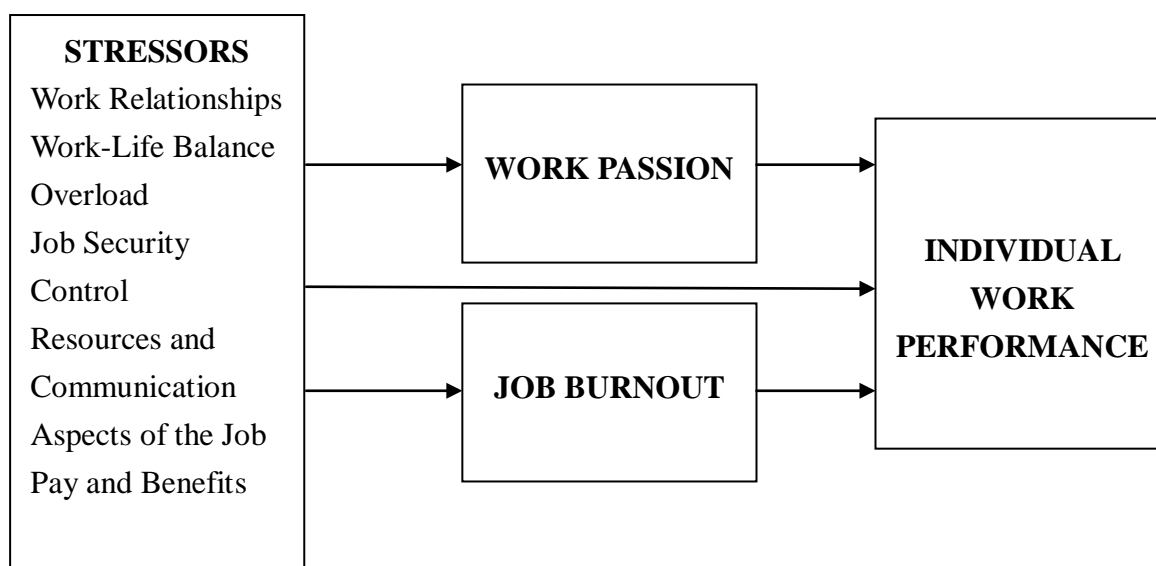 STRESSORS
Work Relationships
Work-Life Balance
Overload
Job Security
Control
Resources and
Communication
Aspects of the Job
Pay and Benefits
WORK PASSION
JOB BURNOUT
INDIVIDUAL
WORK
PERFORMANCE